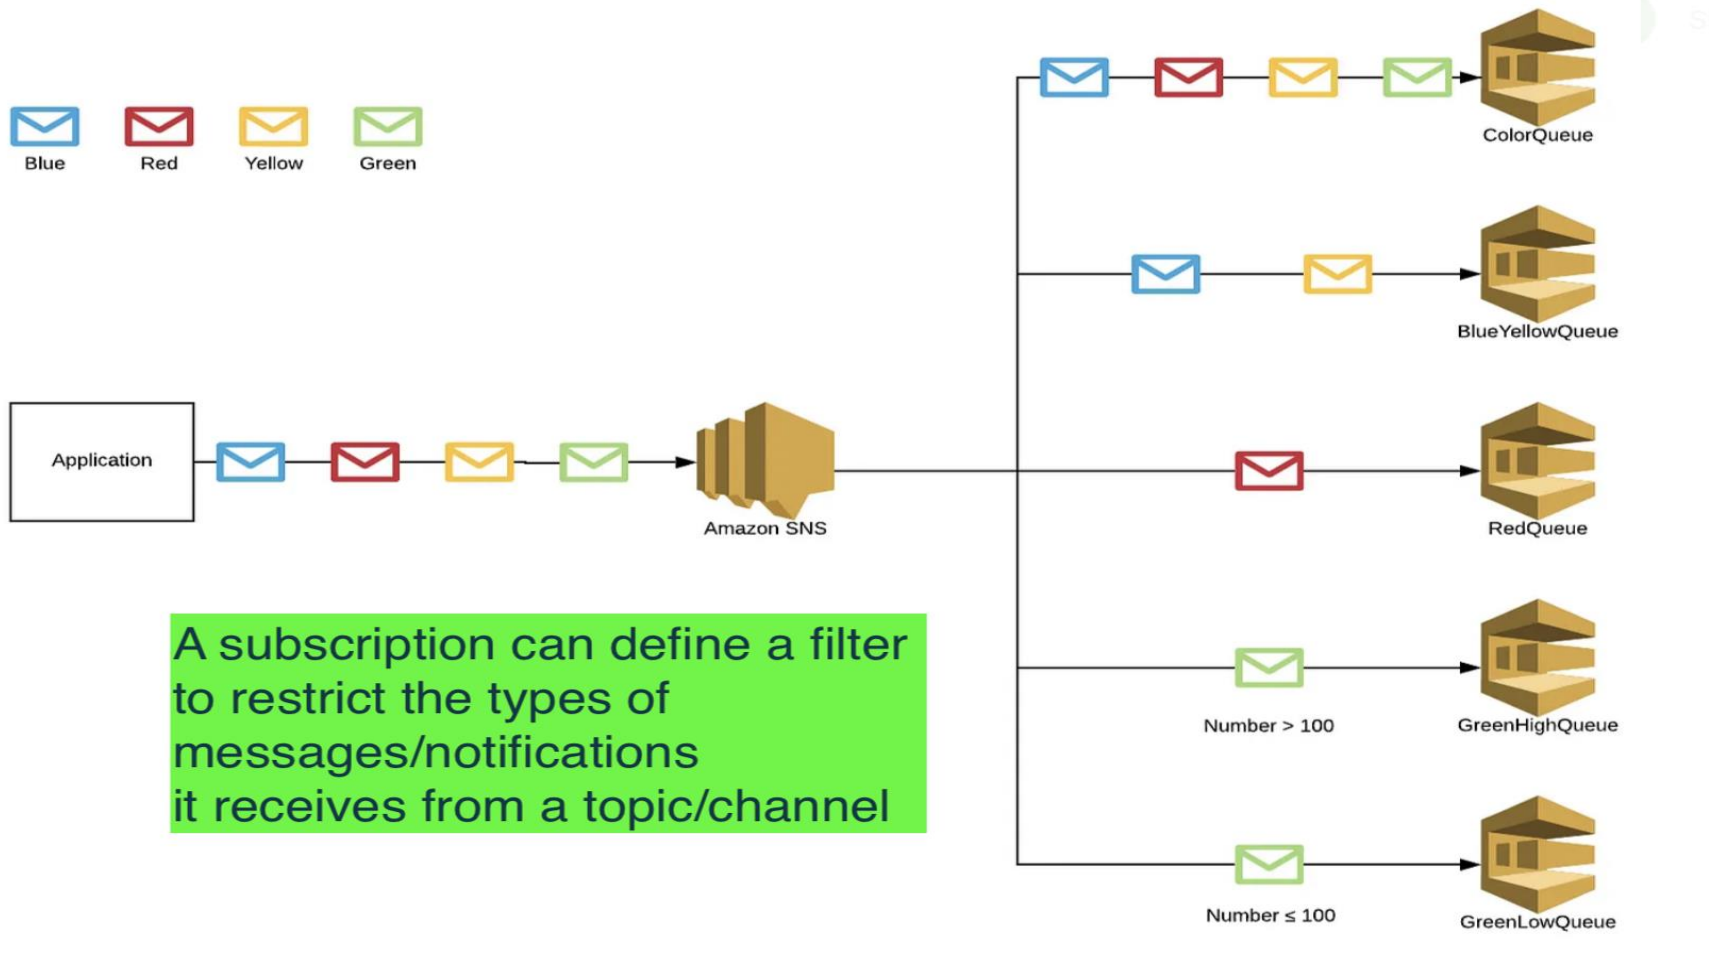 Blue
Red
Yellow
Green
Application
Amazon SNS
ColorQueue
BlueYellowQueue
RedQueue
Number > 100
GreenHighQueue
Number ≤ 100
GreenLowQueue
A subscription can define a filter
to restrict the types of
messages/notifications
it receives from a topic/channel